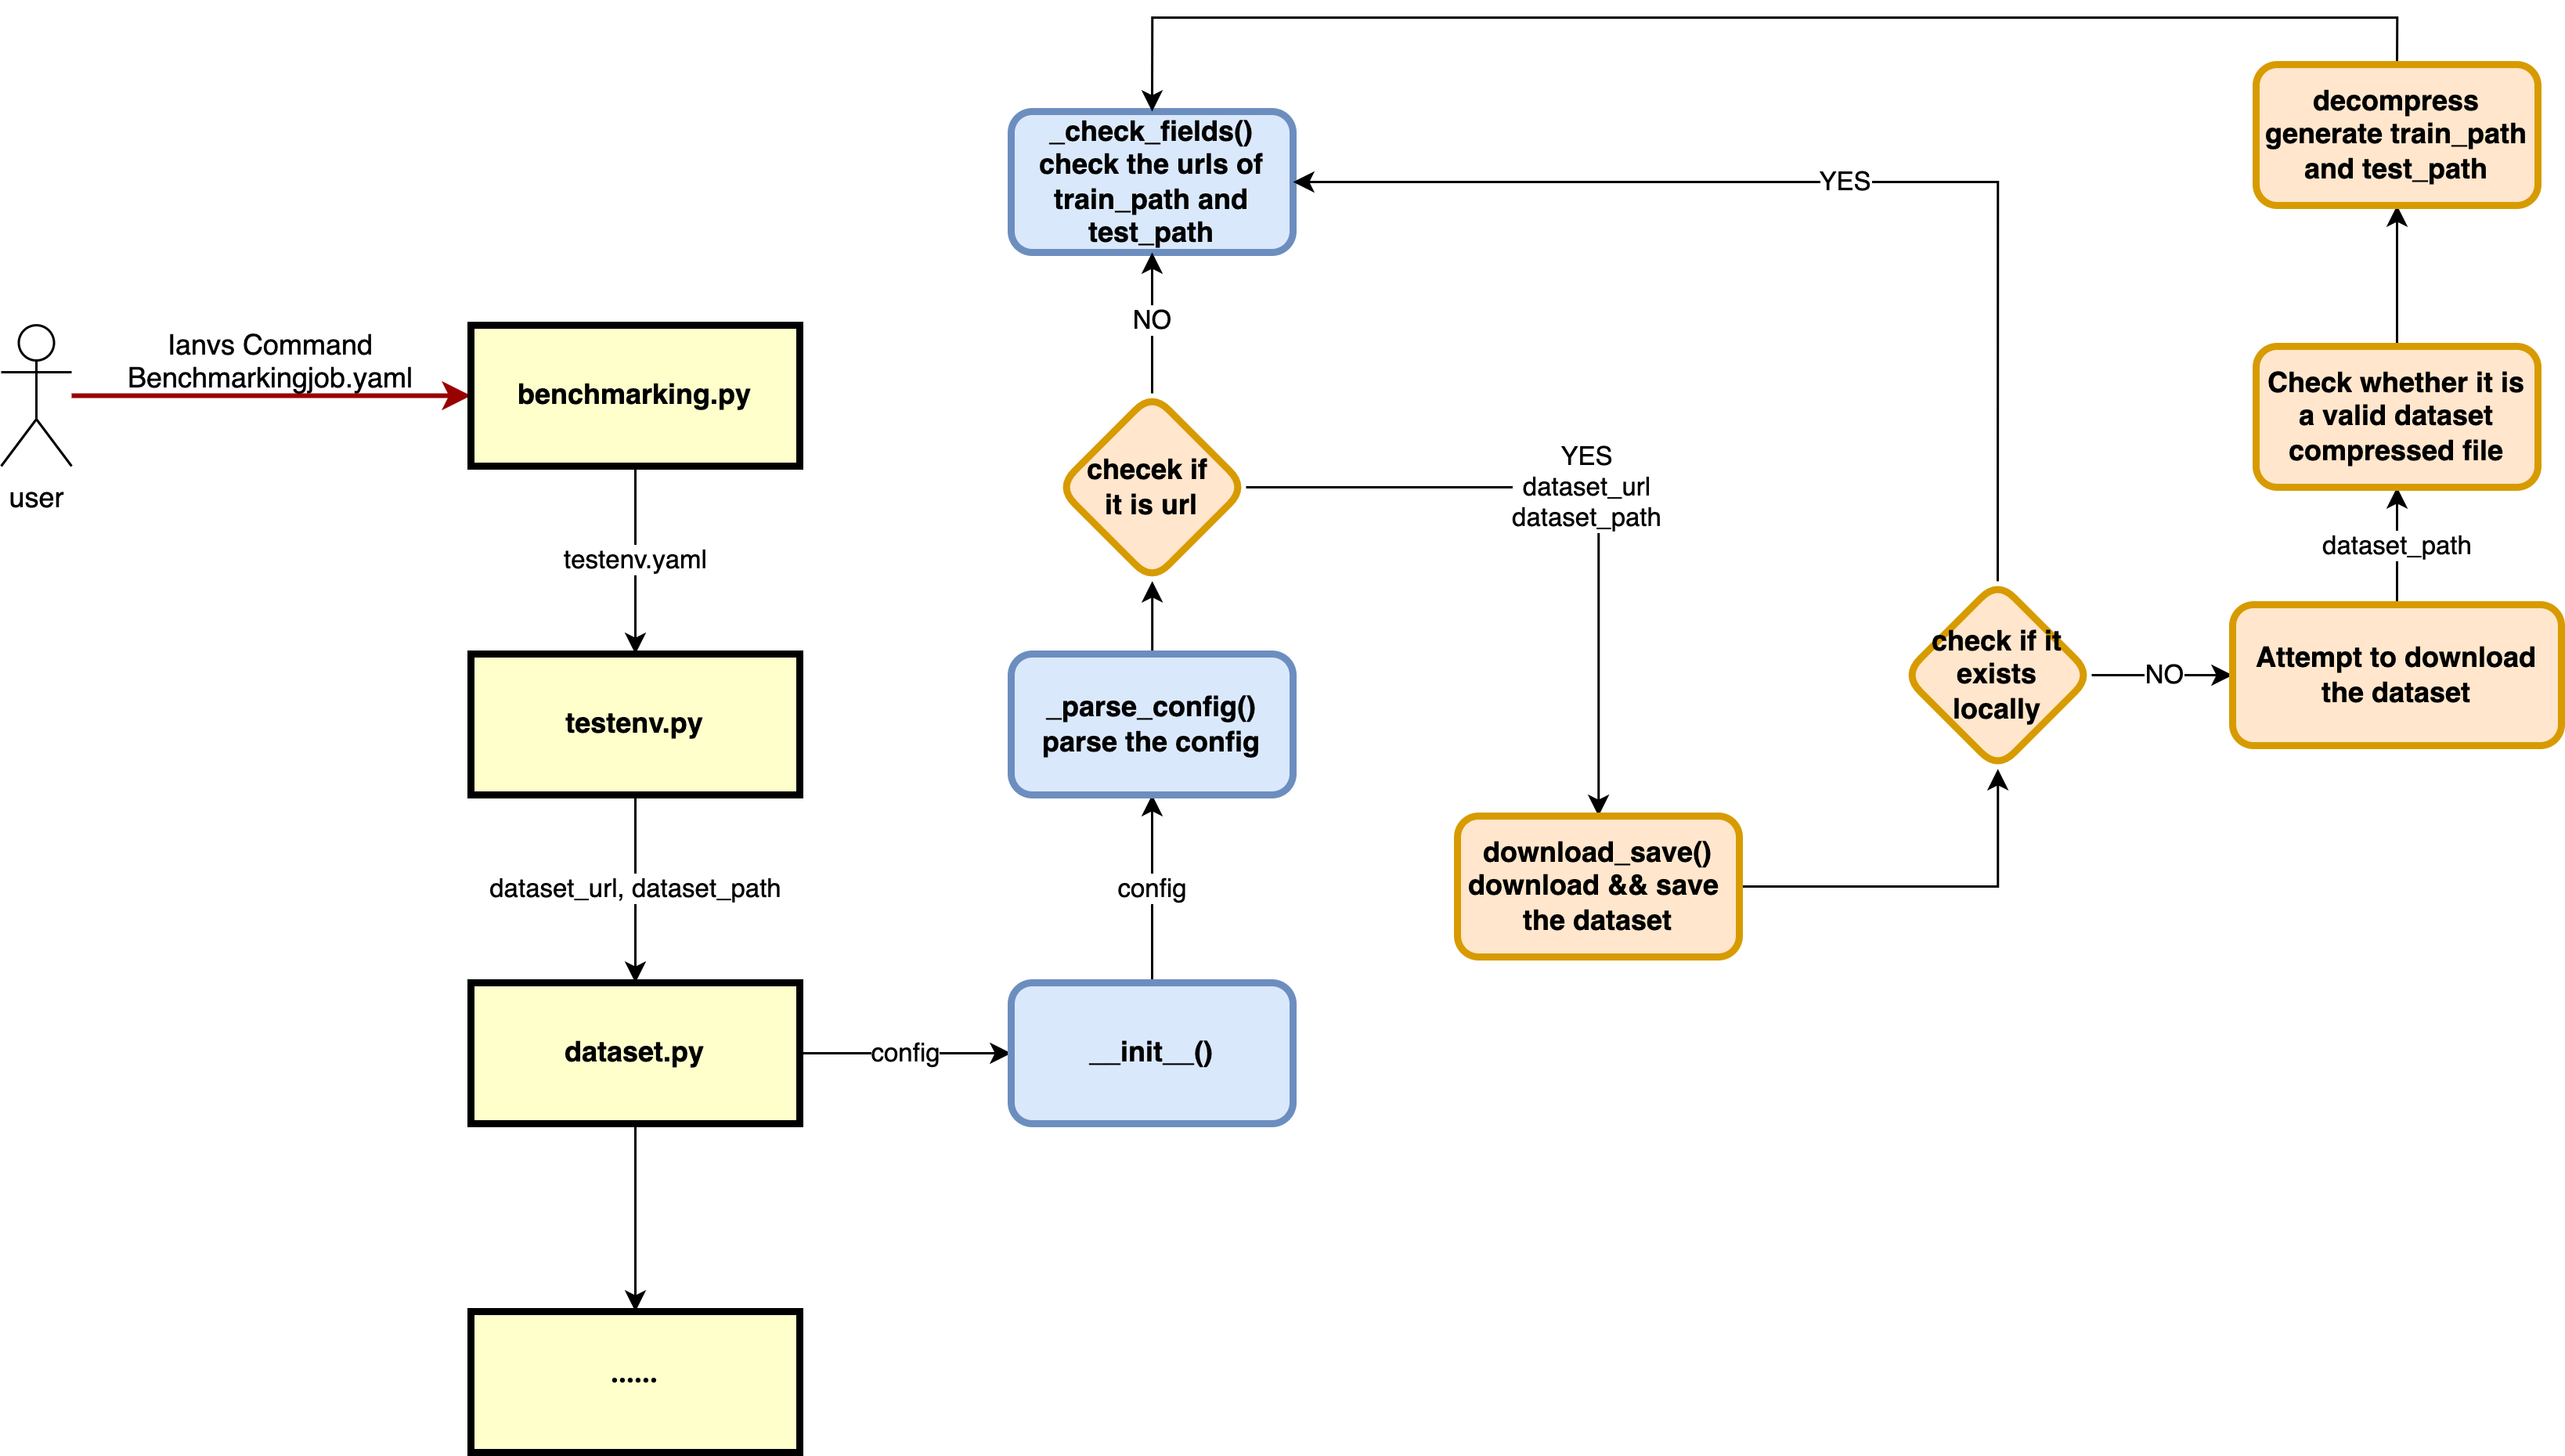 user
Ianvs Command
Benchmarkingjob.yaml
benchmarking.py
testenv.yaml
testenv.py
dataset_url, dataset_path
dataset.py
......
config
__init__()
config
_parse_config()
parse the config
checek if
it is url
NO
_check_fields()
check the urls of
train_path and
test_path
YES
dataset_url
dataset_path
download_save()
download && save
the dataset
check if it
exists
locally
YES
NO
Attempt to download
the dataset
dataset_path
Check whether it is
a valid dataset
compressed file
decompress
generate train_path
and test_path